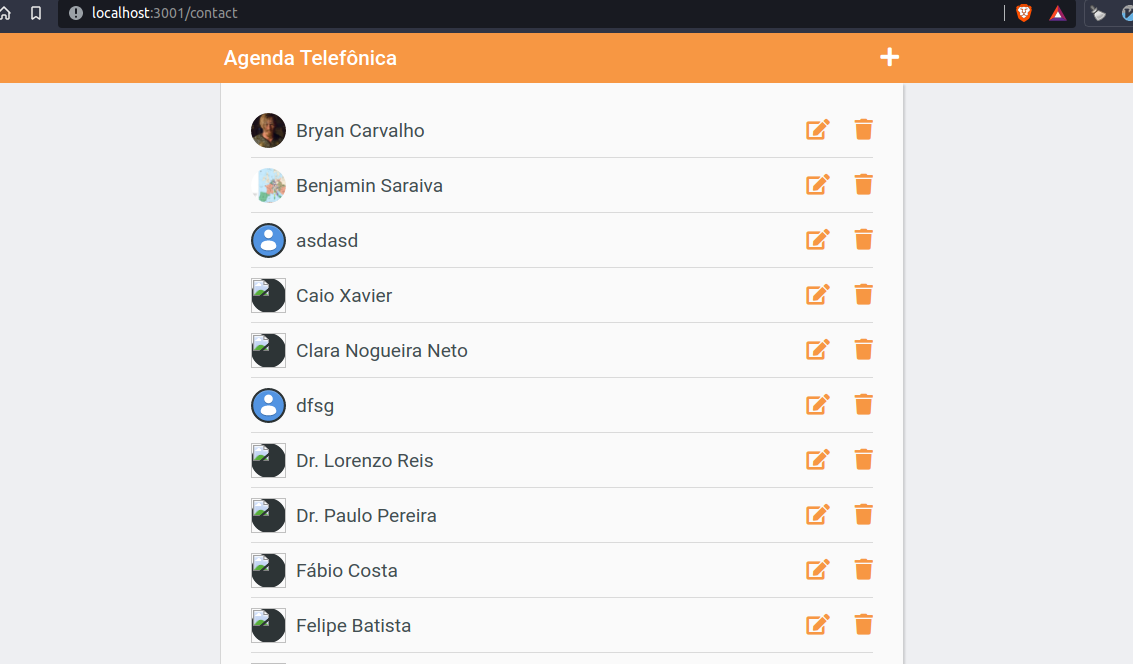 localhost:3001/contact
Agenda Telefônica
Bryan Carvalho
Benjamin Saraiva
asdasd
Caio Xavier
Clara Nogueira Neto
dfsg
Dr. Lorenzo Reis
Dr. Paulo Pereira
Fábio Costa
Felipe Batista